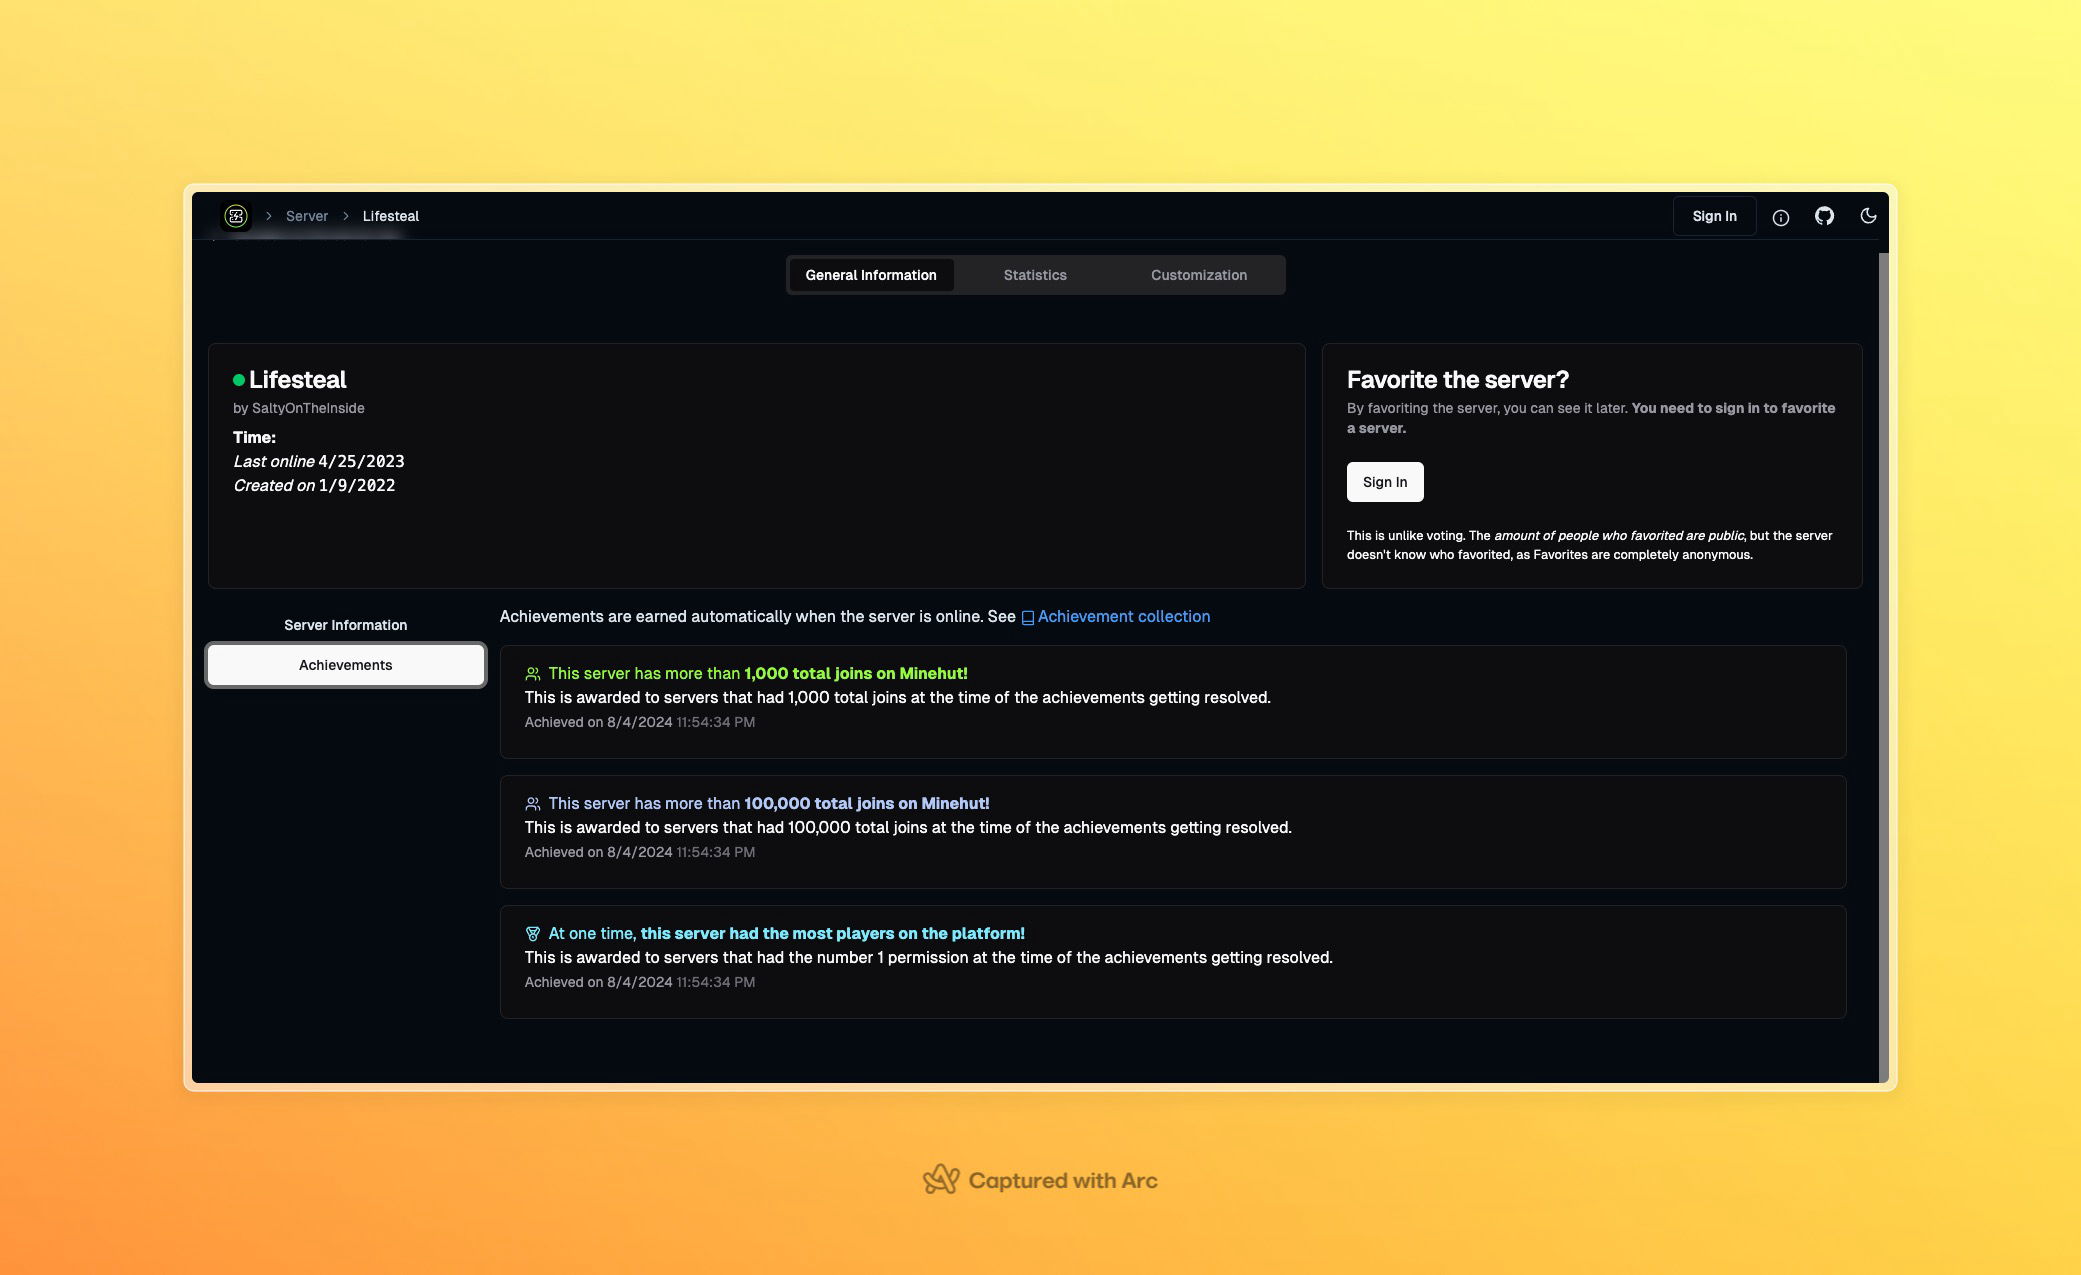 Server
Lifesteal
Sign In
General Information
Statistics
Customization
Lifesteal
by SaltyOnTheInside
Time:
Last online 4/25/2023
Created on 1/9/2022
Favorite the server?
By favoriting the server, you can see it later. You need to sign in to favorite
a server.
Sign In
This is unlike voting. The amount of people who favorited are public, but the server
doesn't know who favorited, as Favorites are completely anonymous.
Server Information
Achievements
Achievements are earned automatically when the server is online. See Achievement collection
This server has more than 1,000 total joins on Minehut!
This is awarded to servers that had 1,000 total joins at the time of the achievements getting resolved.
Achieved on 8/4/2024 11:54:34 PM
This server has more than 100,000 total joins on Minehut!
This is awarded to servers that had 100,000 total joins at the time of the achievements getting resolved.
Achieved on 8/4/2024 11:54:34 PM
At one time, this server had the most players on the platform!
This is awarded to servers that had the number 1 permission at the time of the achievements getting resolved.
Achieved on 8/4/2024 11:54:34 PM
Captured with Arc